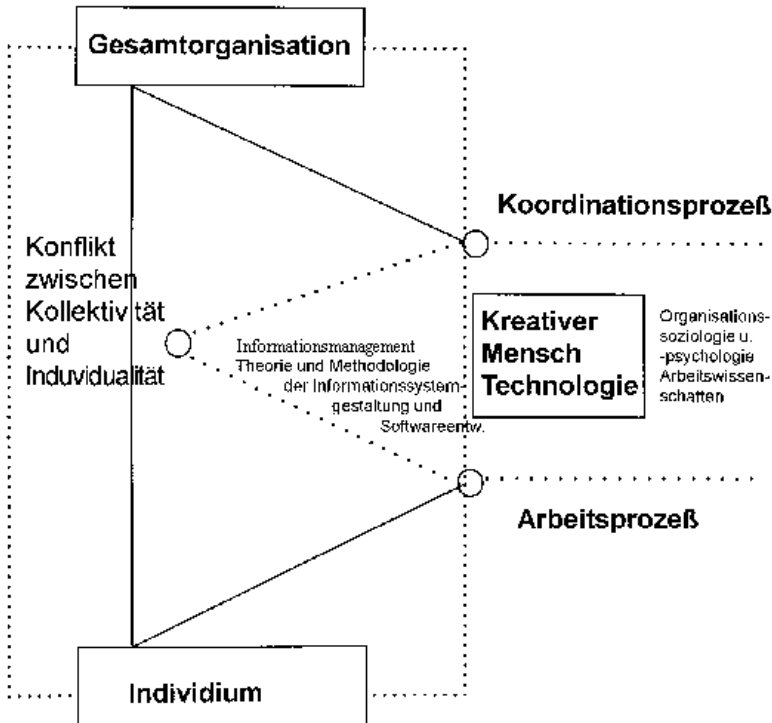 Gesamtorganisation
Koordinationsprozeß
Konflikt
zwischen
Kollektivität
und
Induvidualität
Informationsmanagement
Theorie und Methodologie
der Informationssystem-
gestaltung und
Softwareentw.
Kreativer
Mensch
Technologie
Organisations-
soziologie u.
-psychologie
Arbeitswissen-
schatten
Arbeitsprozeß
Individium